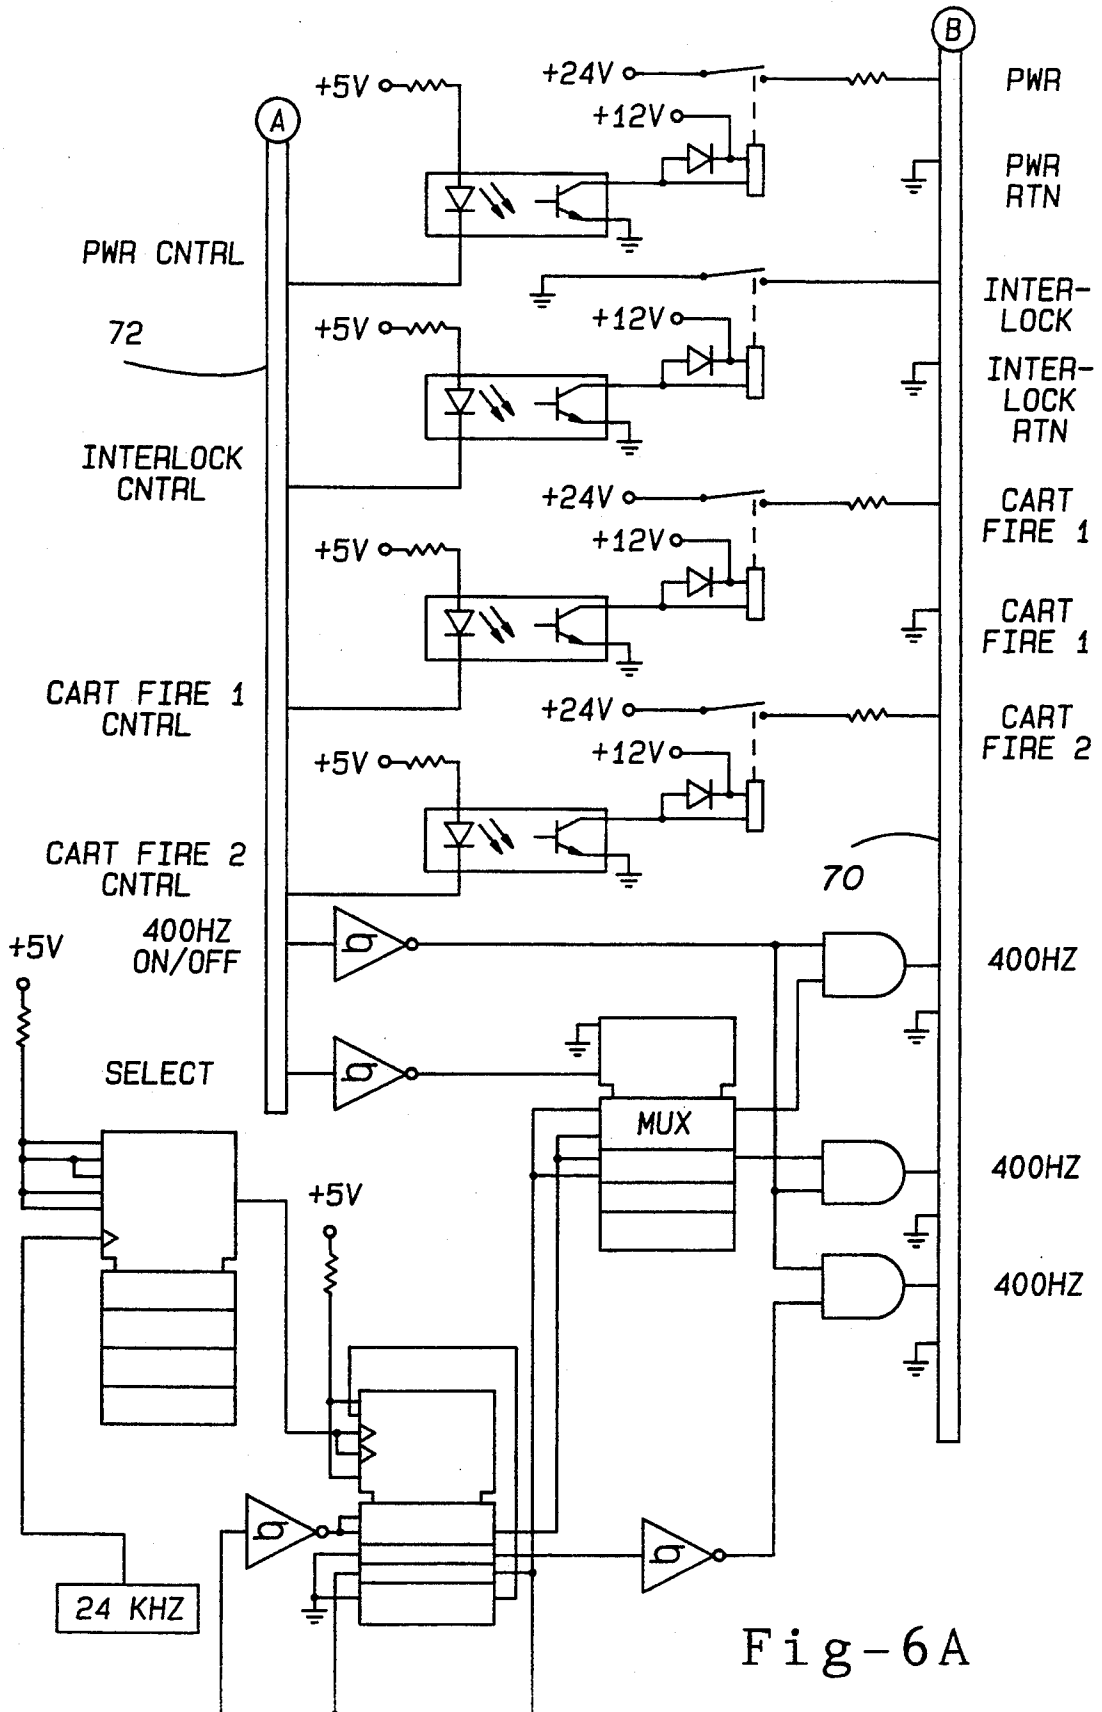 B
+24V
PWR
+5V
+12V
A
PWR
RTN
PWR CNTRL
INTER-
LOCK
+5V
+12V
72
INTER-
LOCK
RTN
INTERLOCK
CNTRL
+24V
CART
FIRE 1
+5V
+12V
CART
FIRE 1
CART FIRE 1
CNTRL
+24V
CART
FIRE 2
+5V
+12V
CART FIRE 2
CNTRL
70
400HZ
ON/OFF
+5V
b
400HZ
SELECT
b
MUX
400HZ
+5V
400HZ
b
b
24 KHZ
Fig-6A